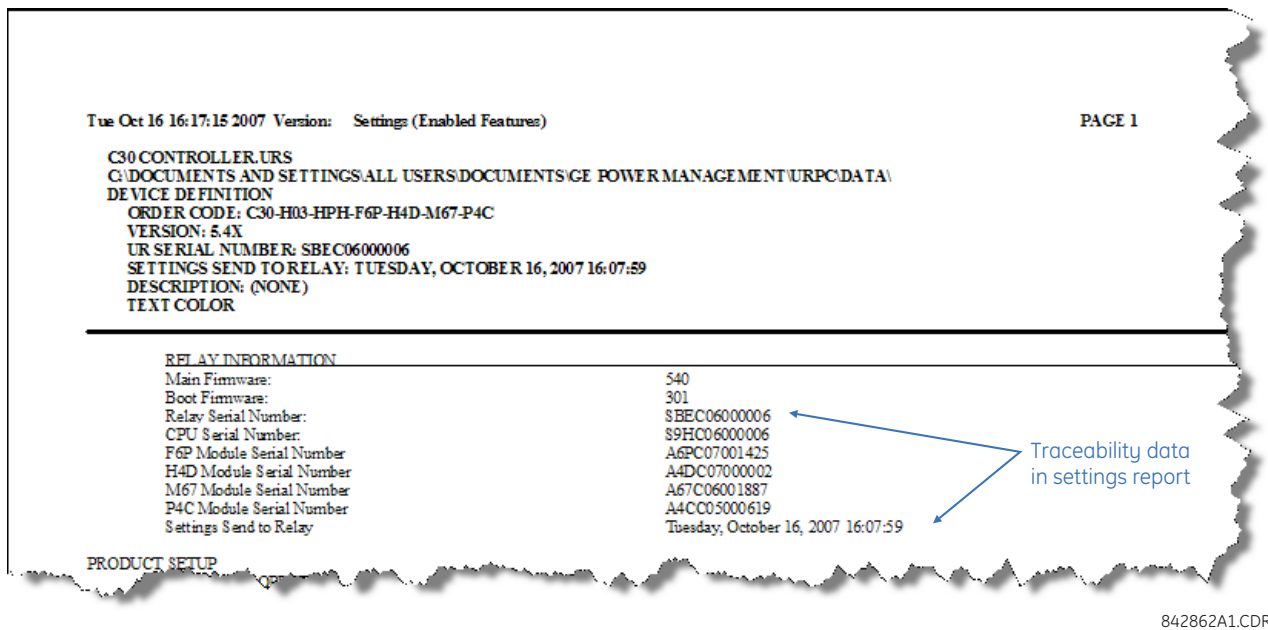 Tue Oct 16 16:17:15 2007 Version: Settings (Enabled Features) PAGE 1
C30 CONTROLLER.URS
C:\DOCUMENTS AND SETTINGS\ALL USERS\DOCUMENTS\GE POWER MANAGEMENT\URPC\DATA\
DEVICE DEFINITION
ORDER CODE: C30-H03-HPH-F6P-H4D-M67-P4C
VERSION: 5.4X
UR SERIAL NUMBER: SBEC06000006
SETTINGS SEND TO RELAY: TUESDAY, OCTOBER 16, 2007 16:07:59
DESCRIPTION: (NONE)
TEXT COLOR
RELAY INFORMATION
Main Firmware: 540
Boot Firmware: 301
Relay Serial Number: SBEC06000006
CPU Serial Number: S9HC06000006
F6P Module Serial Number A6PC07001425
H4D Module Serial Number A4DC07000002
M67 Module Serial Number A67C06001887
P4C Module Serial Number A4CC05000619
Settings Send to Relay Tuesday, October 16, 2007 16:07:59
Traceability data
in settings report
PRODUCT SETUP
842862A1.CDR